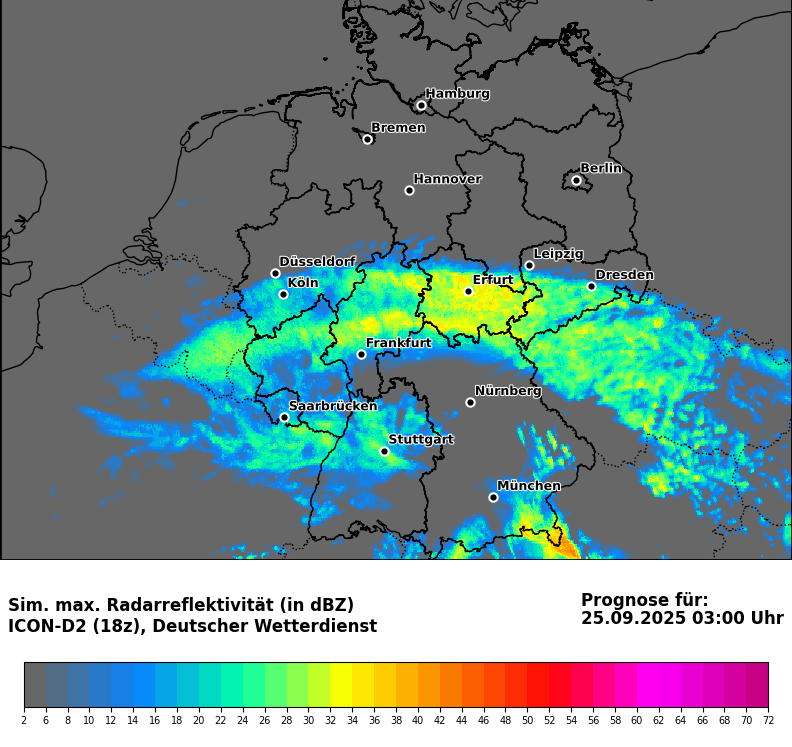 Hamburg
Bremen
Berlin
Hannover
Leipzig
Düsseldorf
Dresden
Köln
Erfurt
Frankfurt
Nürnberg
Saarbrücken
Stuttgart
München
Sim. max. Radarreflektivität (in dBZ)
ICON-D2 (18z), Deutscher Wetterdienst
Prognose für:
25.09.2025 03:00 Uhr
2 6 8 10 12 14 16 18 20 22 24 26 28 30 32 34 36 38 40 42 44 46 48 50 52 54 56 58 60 62 64 66 68 70 72